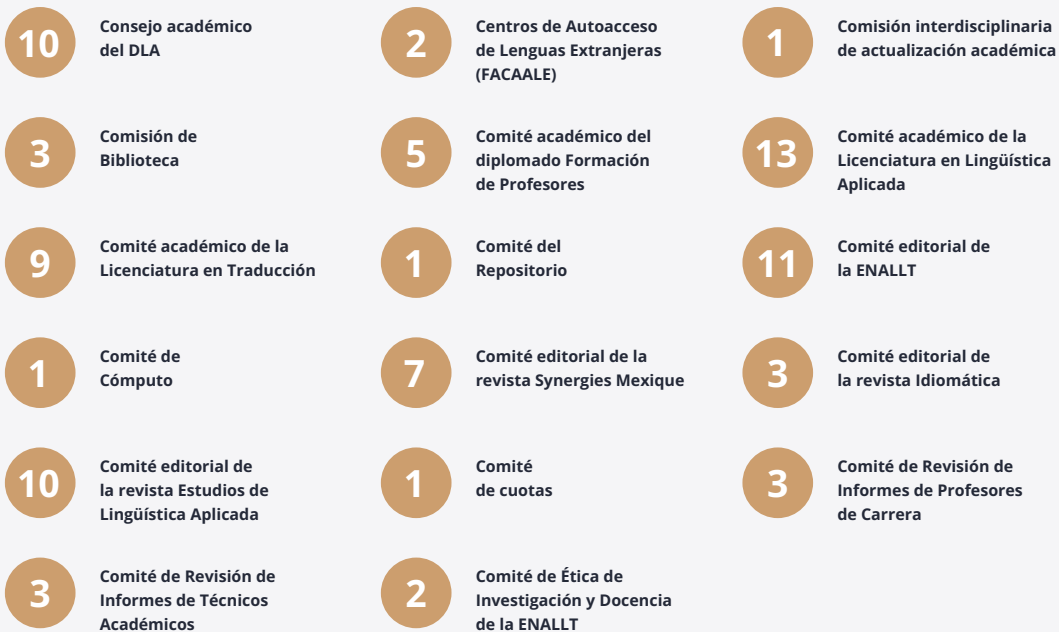 10
Consejo académico
del DLA
2
Centros de Autoacceso
de Lenguas Extranjeras
(FACAALE)
1
Comisión interdisciplinaria
de actualización académica
3
Comisión de
Biblioteca
5
Comité académico del
diplomado Formación
de Profesores
13
Comité académico de la
Licenciatura en Lingüística
Aplicada
9
Comité académico de la
Licenciatura en Traducción
1
Comité del
Repositorio
11
Comité editorial de
la ENALLT
1
Comité de
Cómputo
7
Comité editorial de la
revista Synergies Mexique
3
Comité editorial de
la revista Idiomática
10
Comité editorial de
la revista Estudios de
Lingüística Aplicada
1
Comité
de cuotas
3
Comité de Revisión de
Informes de Profesores
de Carrera
3
Comité de Revisión de
Informes de Técnicos
Académicos
2
Comité de Ética de
Investigación y Docencia
de la ENALLT